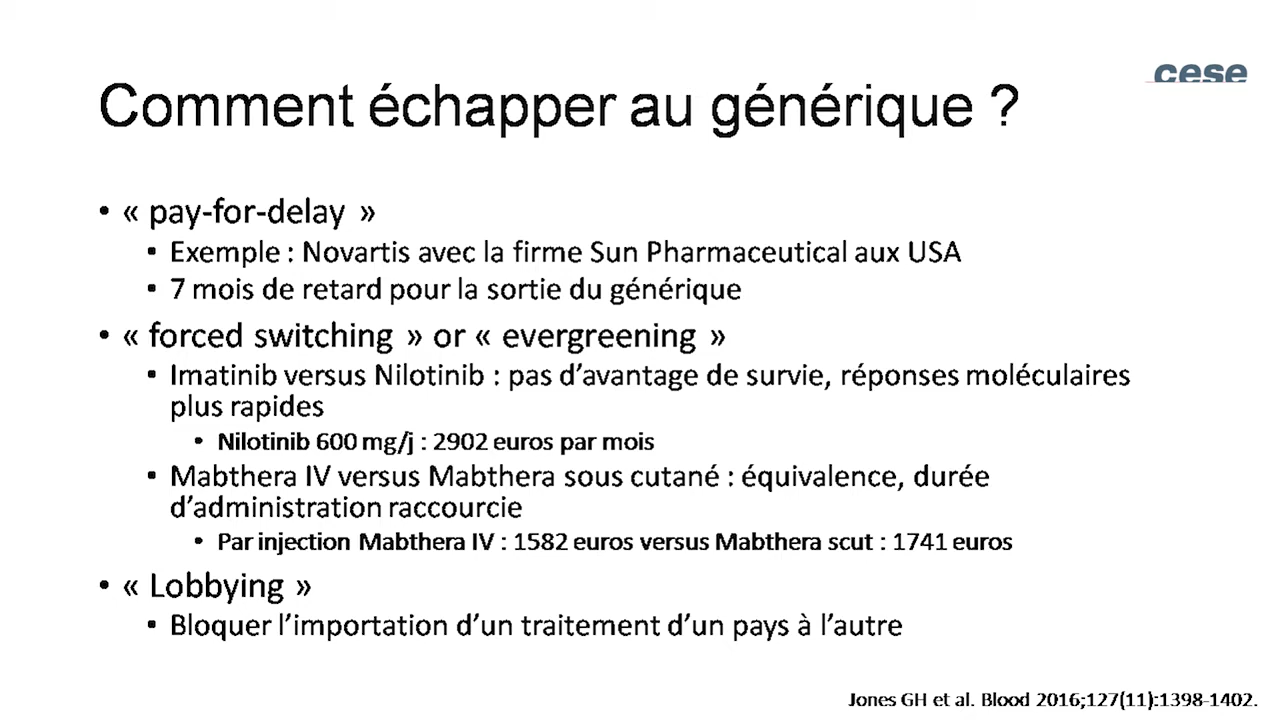 cese
Comment échapper au générique ?
• « pay-for-delay »
▪ Exemple : Novartis avec la firme Sun Pharmaceutical aux USA
▪ 7 mois de retard pour la sortie du générique
• « forced switching » or « evergreening »
▪ Imatinib versus Nilotinib : pas d’avantage de survie, réponses moléculaires
plus rapides
• Nilotinib 600 mg/j : 2902 euros par mois
▪ Mabthera IV versus Mabthera sous cutané : équivalence, durée
d’administration raccourcie
• Par injection Mabthera IV : 1582 euros versus Mabthera scut : 1741 euros
• « Lobbying »
▪ Bloquer l’importation d’un traitement d’un pays à l’autre
Jones GH et al. Blood 2016;127(11):1398-1402.